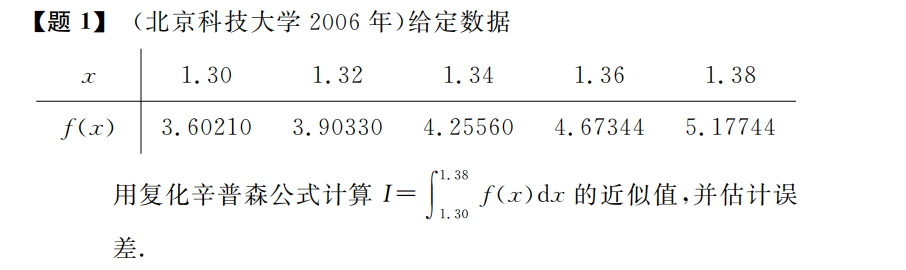 【题 1】 (北京科技大学 2006 年)给定数据
x 1.30 1.32 1.34 1.36 1.38
f(x) 3.60210 3.90330 4.25560 4.67344 5.17744
用复化辛普森公式计算 I=∫_{1.30}^{1.38} f(x)dx 的近似值,并估计误
差.